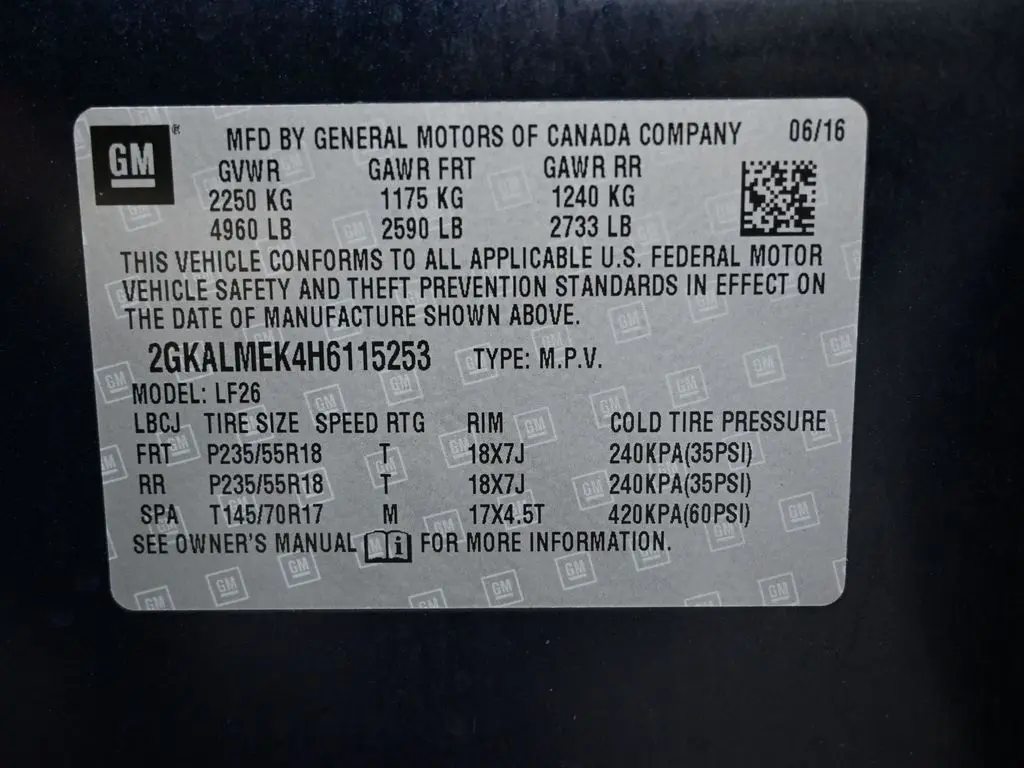 GM® MFD BY GENERAL MOTORS OF CANADA COMPANY 06/16
GVWR GAWR FRT GAWR RR
2250 KG 1175 KG 1240 KG
4960 LB 2590 LB 2733 LB
THIS VEHICLE CONFORMS TO ALL APPLICABLE U.S. FEDERAL MOTOR
VEHICLE SAFETY AND THEFT PREVENTION STANDARDS IN EFFECT ON
THE DATE OF MANUFACTURE SHOWN ABOVE.
2GKALMEK4H6115253 TYPE: M.P.V.
MODEL: LF26
LBCJ TIRE SIZE SPEED RTG RIM COLD TIRE PRESSURE
FRT P235/55R18 T 18X7J 240KPA(35PSI)
RR P235/55R18 T 18X7J 240KPA(35PSI)
SPA T145/70R17 M 17X4.5T 420KPA(60PSI)
SEE OWNER'S MANUAL i FOR MORE INFORMATION.